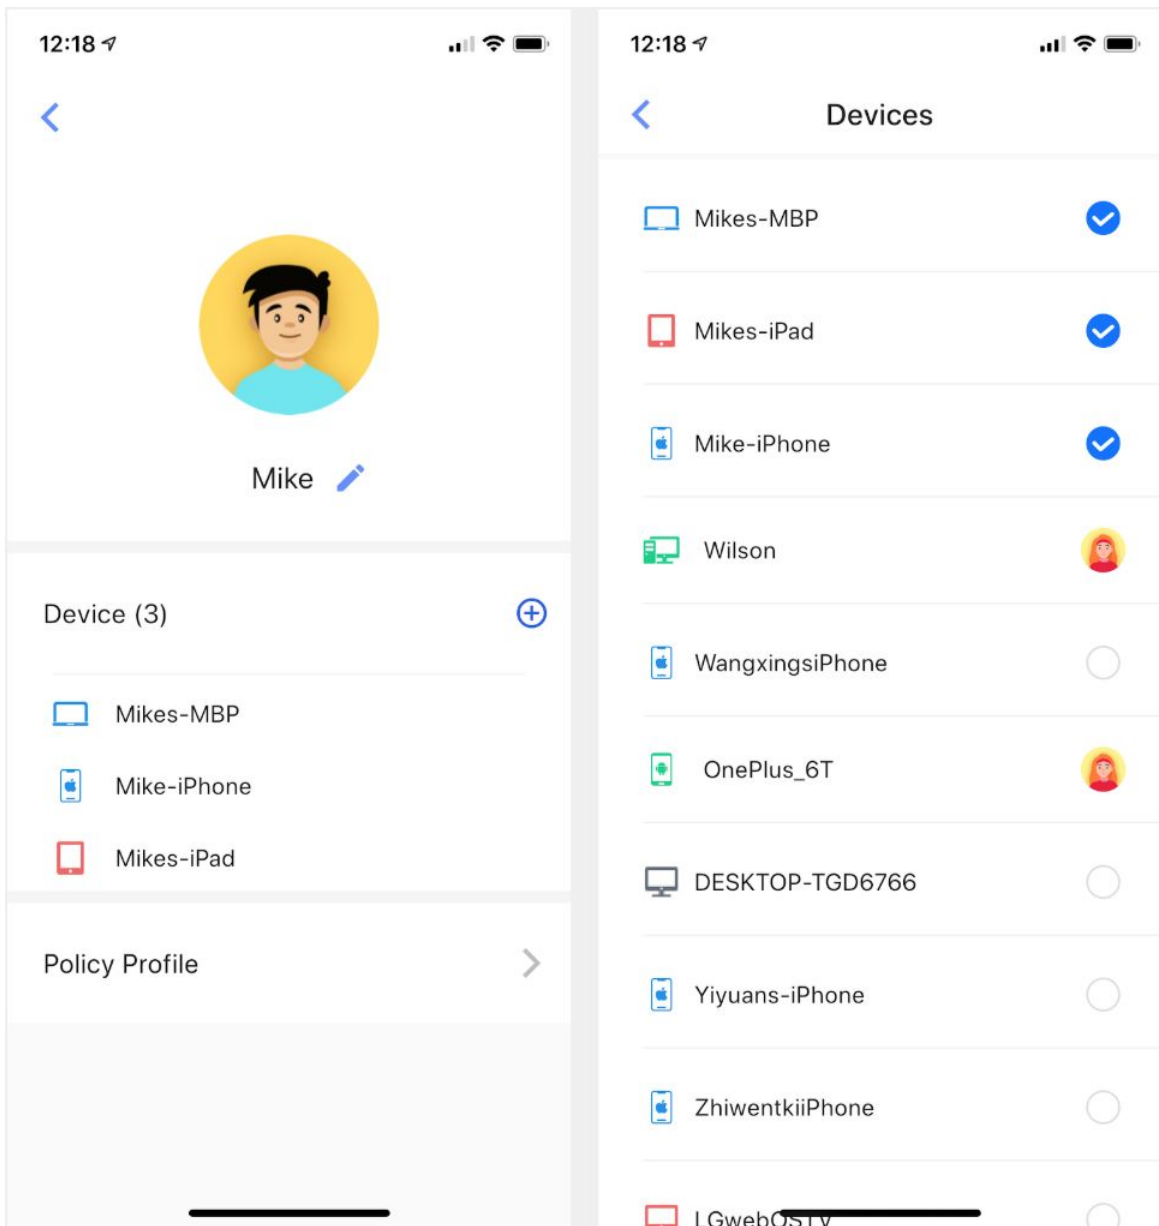 12:18
Mike
Device (3)
Mikes-MBP
Mike-iPhone
Mikes-iPad
Policy Profile
12:18
Devices
Mikes-MBP
Mikes-iPad
Mike-iPhone
Wilson
WangxingsiPhone
OnePlus_6T
DESKTOP-TGD6766
Yiyuans-iPhone
ZhiwentkiiPhone
LGwebOSTV